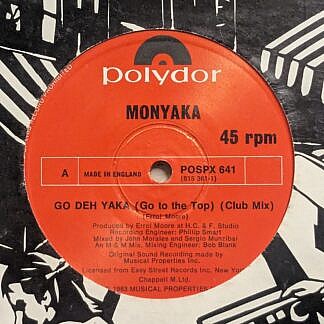 polydor
MONYAKA
45 rpm
A
MADE IN ENGLAND
POSPX 641
(815 361-1)
GO DEH YAKA (Go to the Top) (Club Mix)
(Errol Moore)
Produced by Errol Moore at H.C. & F. Studio
Recording Engineer: Phillip Smart
Mixed by John Morales and Sergio Munzibai
An M & M Mix. Mixing Engineer: Bob Blank
Original Sound Recording made by
Musical Properties Inc.
Licensed from Easy Street Records Inc, New York
Chappell M. Ltd.
1983 MUSICAL PROPERTIES